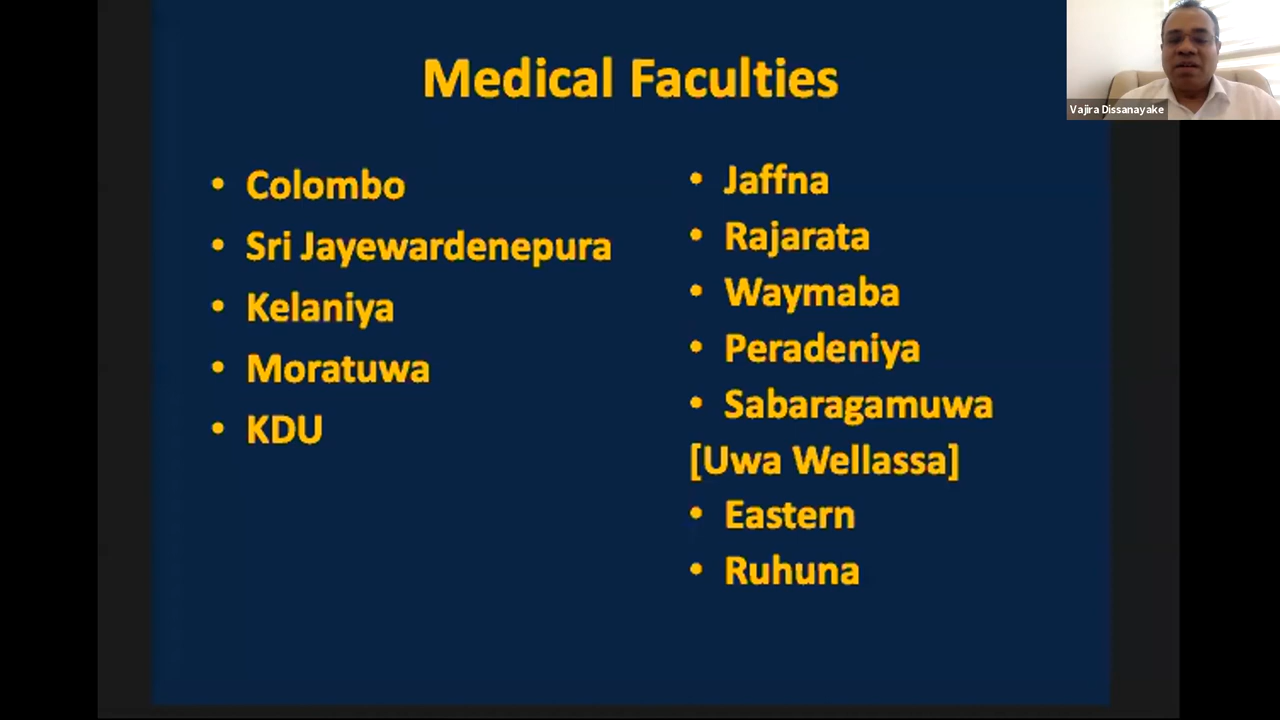 Medical Faculties
• Colombo
• Sri Jayewardenepura
• Kelaniya
• Moratuwa
• KDU
• Jaffna
• Rajarata
• Waymaba
• Peradeniya
• Sabaragamuwa
[Uwa Wellassa]
• Eastern
• Ruhuna
Vajira Dissanayake